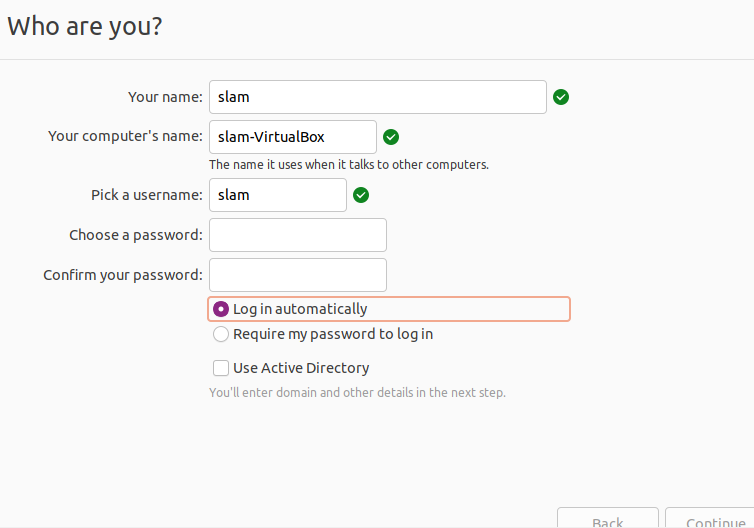 Who are you?
Your name: slam
Your computer's name: slam-VirtualBox
The name it uses when it talks to other computers.
Pick a username: slam
Choose a password:
Confirm your password:
Log in automatically
Require my password to log in
Use Active Directory
You'll enter domain and other details in the next step.
Back Continue